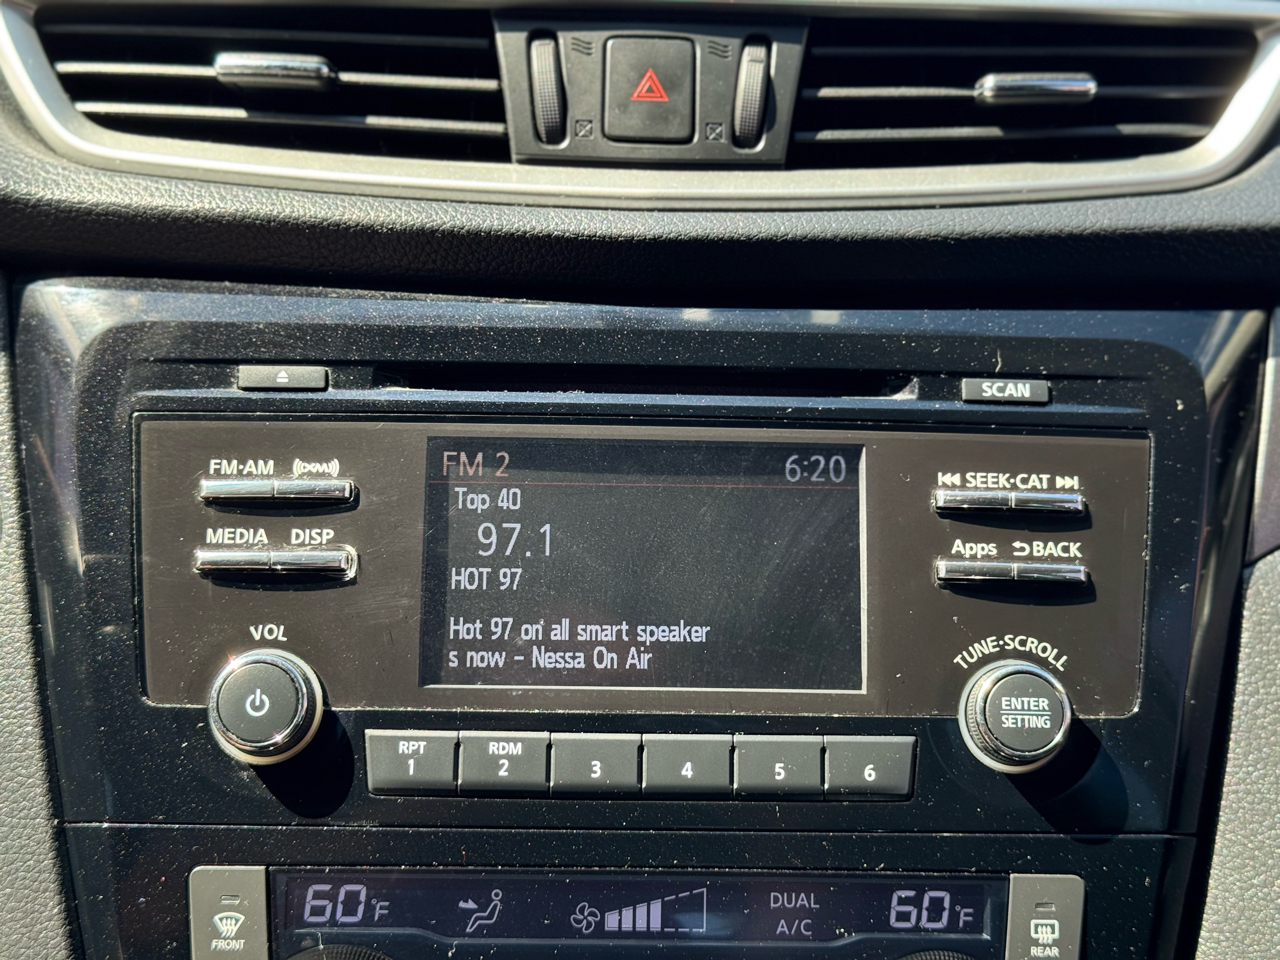 SCAN
FM·AM
((XM))
MEDIA DISP
VOL
FM 2 6:20
Top 40
97.1
HOT 97
Hot 97 on all smart speaker
s now - Nessa On Air
SEEK·CAT
Apps BACK
TUNE·SCROLL
ENTER
SETTING
RPT
1
RDM
2
3
4
5
6
FRONT
60°F
DUAL
A/C
60°F
REAR